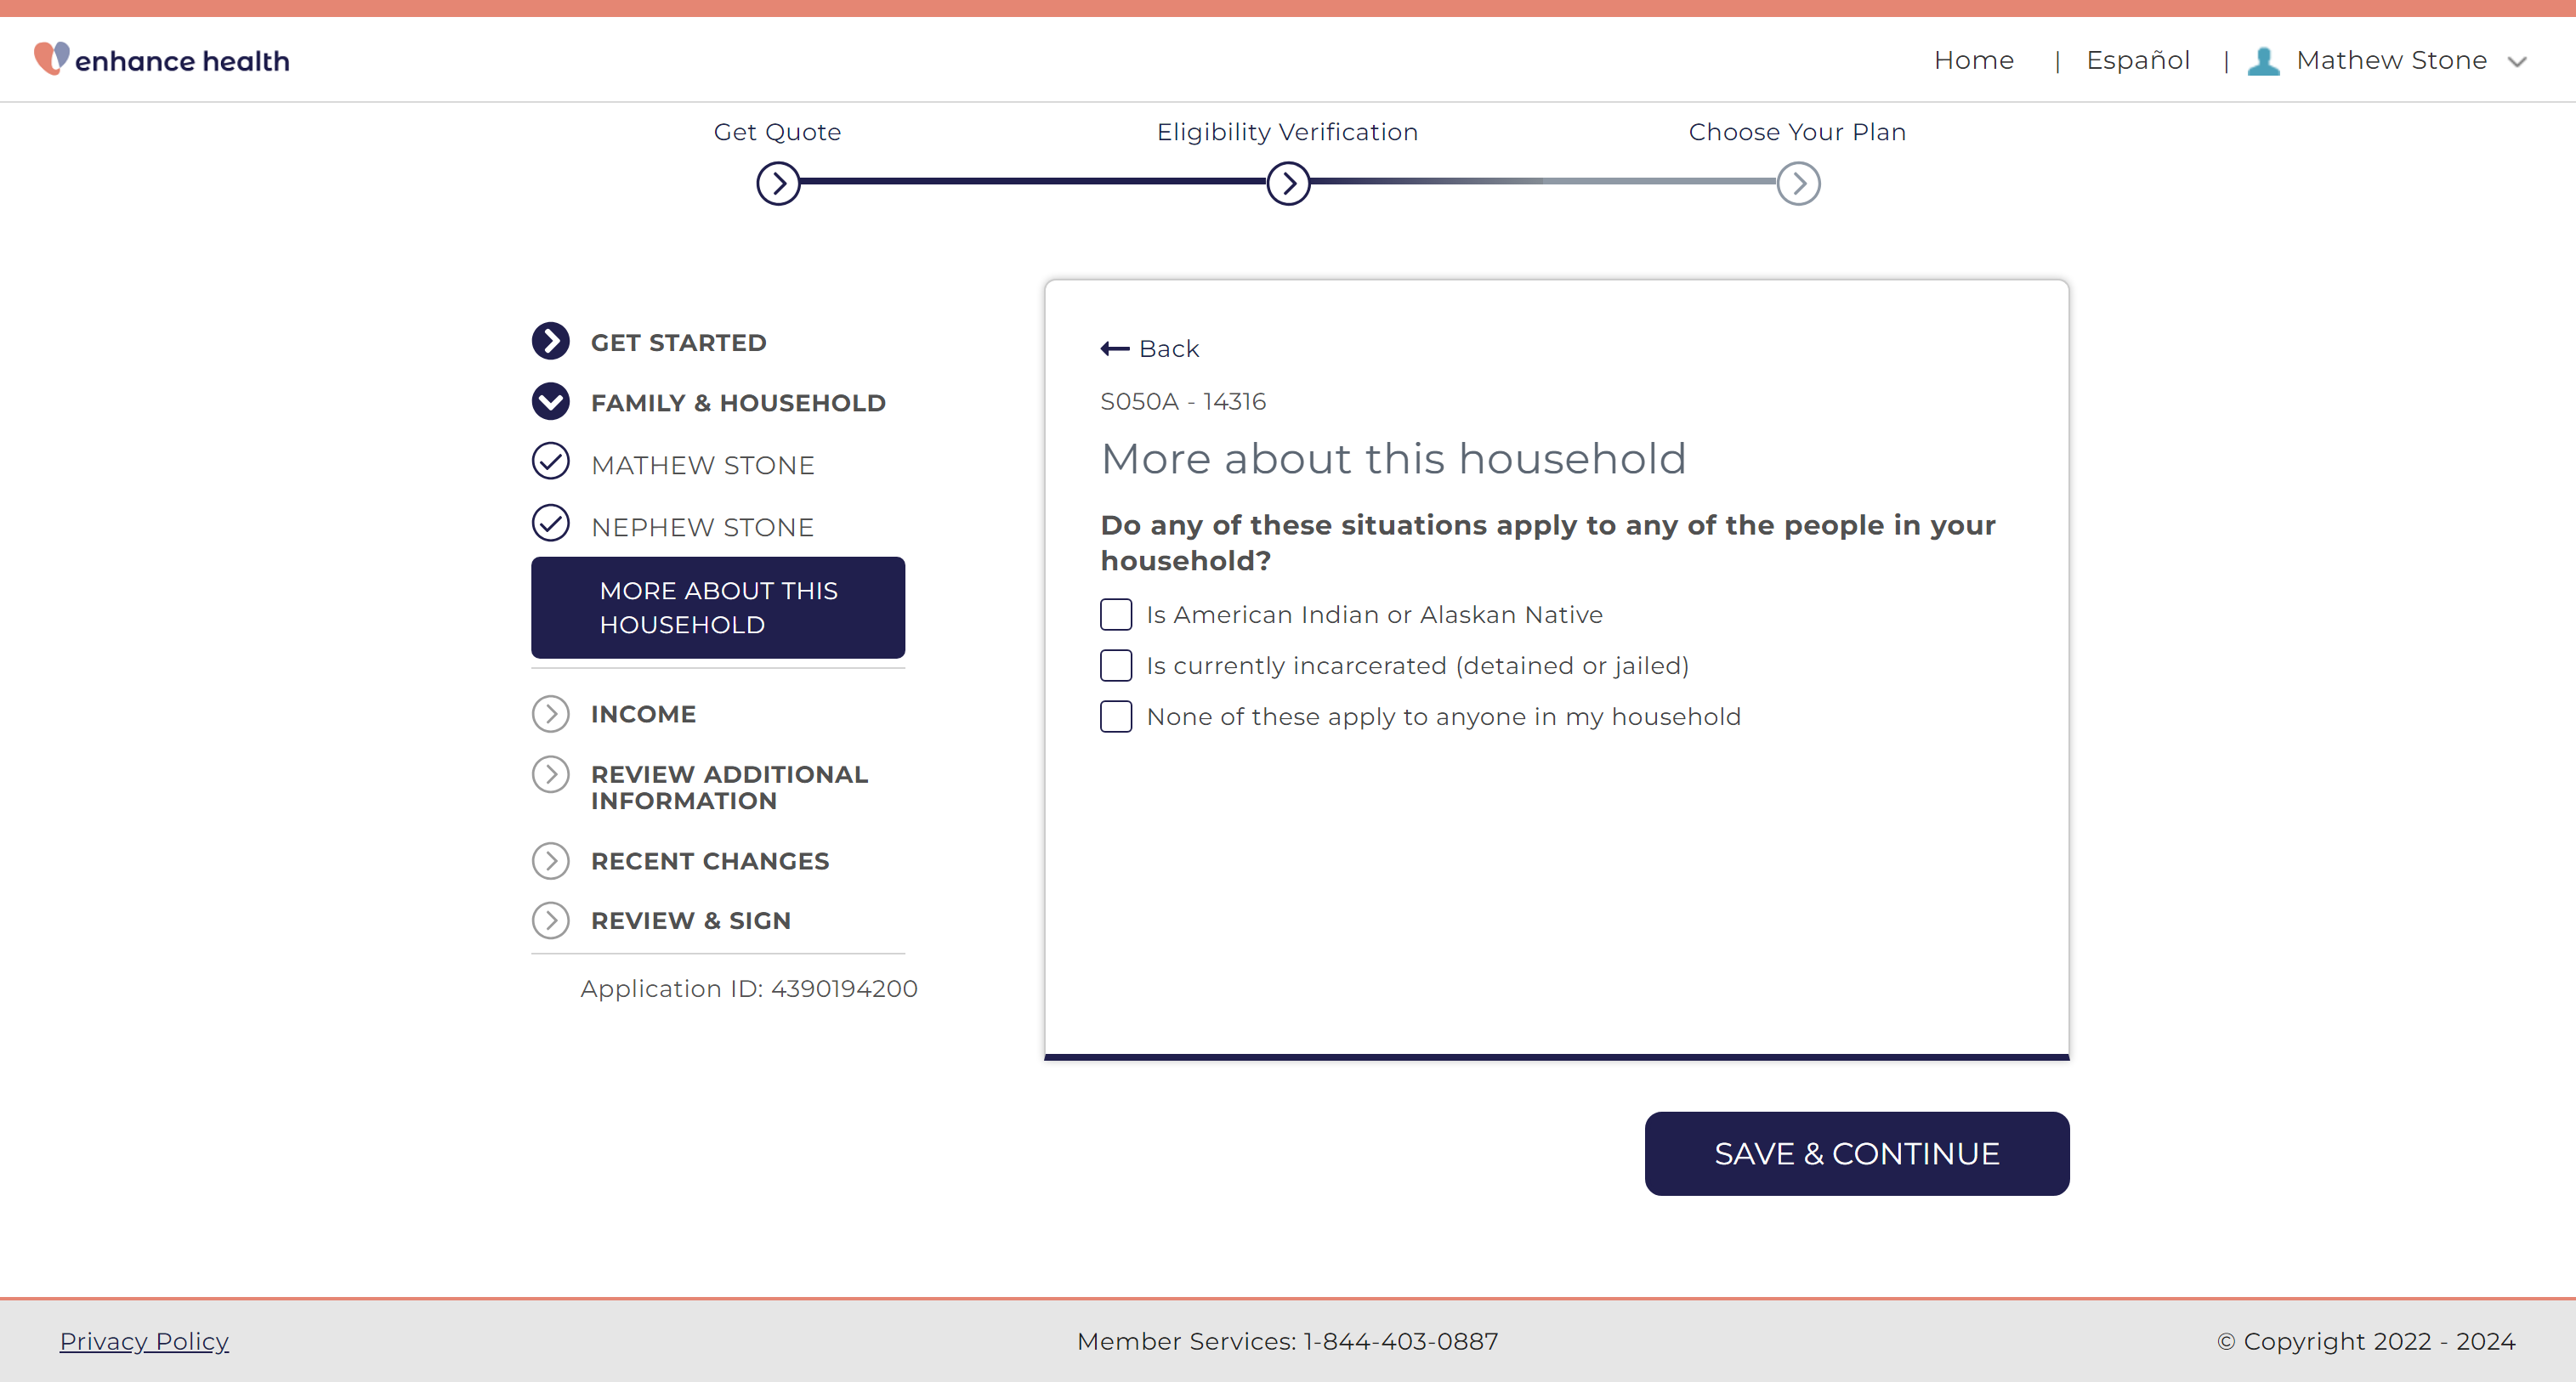 enhance health
Home | Español | Mathew Stone
Get Quote
Eligibility Verification
Choose Your Plan
GET STARTED
FAMILY & HOUSEHOLD
MATHEW STONE
NEPHEW STONE
MORE ABOUT THIS
HOUSEHOLD
INCOME
REVIEW ADDITIONAL
INFORMATION
RECENT CHANGES
REVIEW & SIGN
Application ID: 4390194200
Back
S050A - 14316
More about this household
Do any of these situations apply to any of the people in your
household?
Is American Indian or Alaskan Native
Is currently incarcerated (detained or jailed)
None of these apply to anyone in my household
SAVE & CONTINUE
Privacy Policy
Member Services: 1-844-403-0887
© Copyright 2022 - 2024